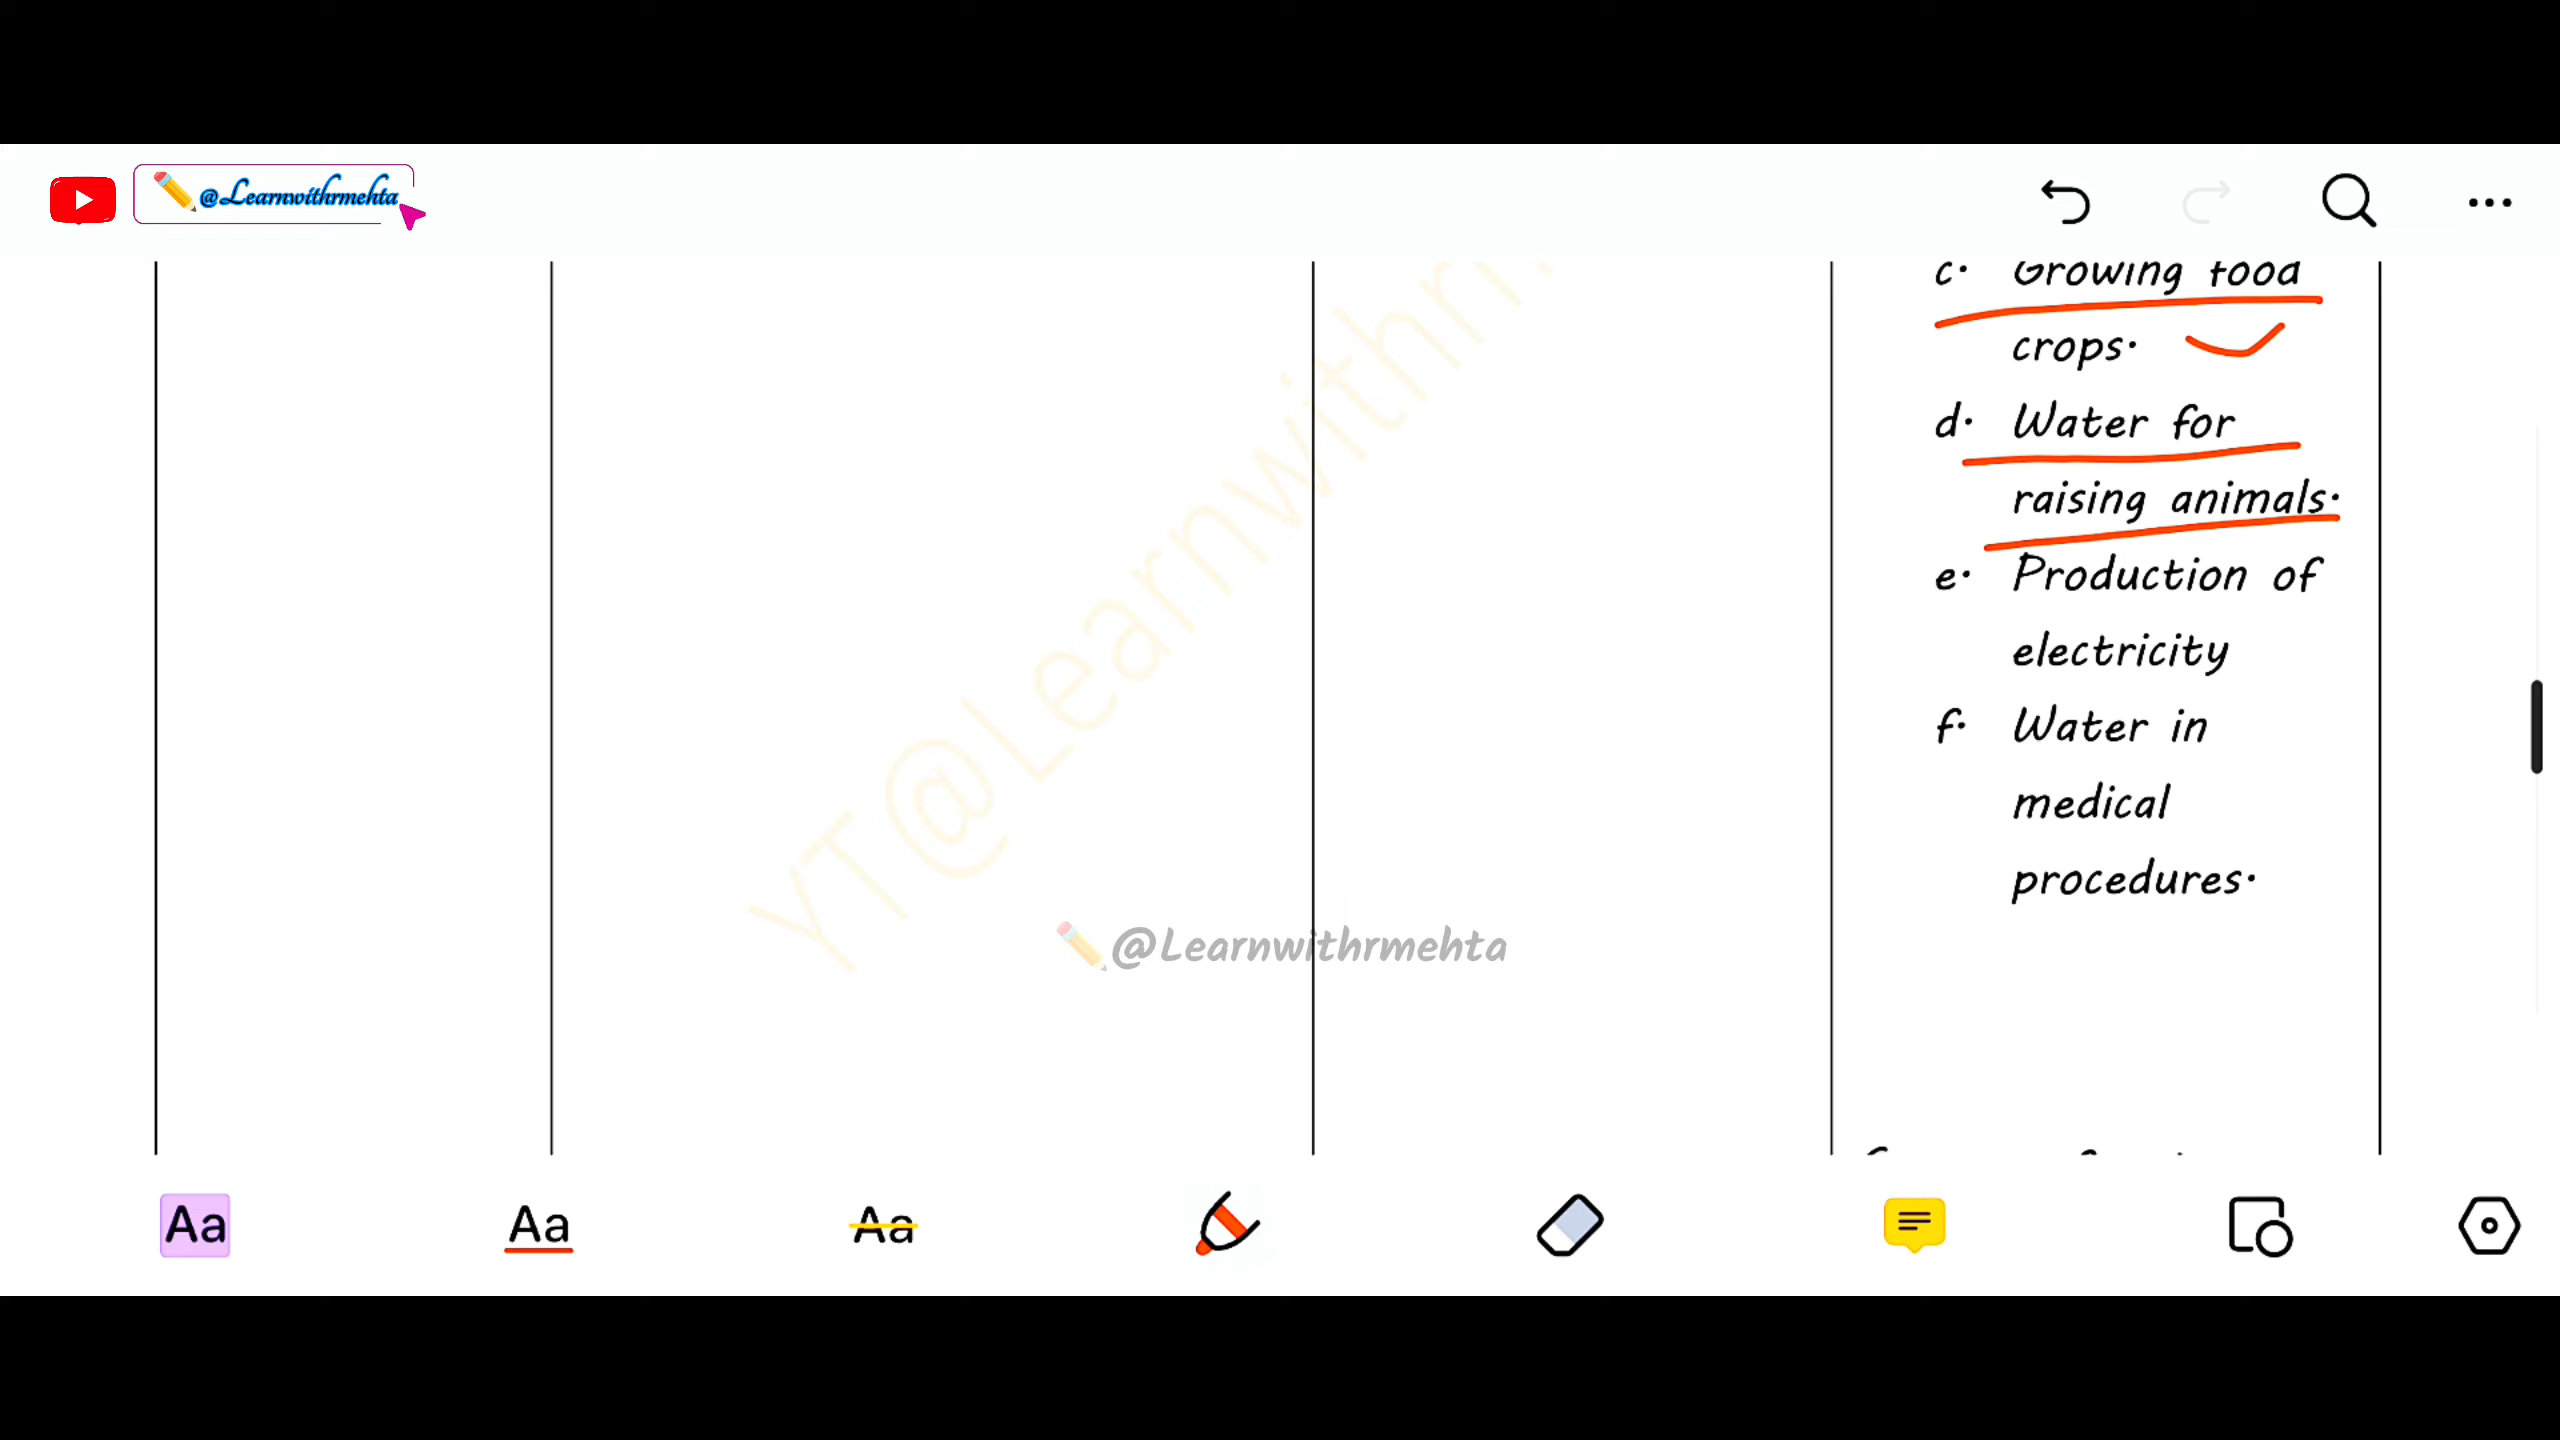 @Learnwithrmehta
c. Growing food
crops.
d. Water for
raising animals.
e. Production of
electricity
f. Water in
medical
procedures.
YT@Learnwithr
@Learnwithrmehta
Aa
Aa
Aa